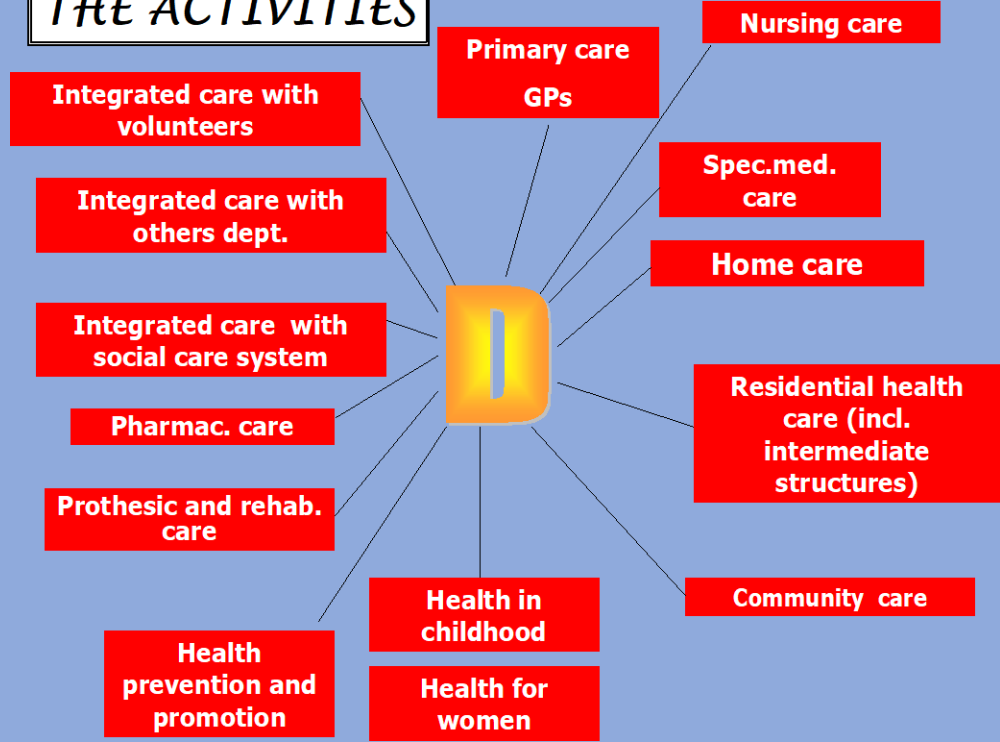 THE ACTIVITIES
Primary care
GPs
Nursing care
Integrated care with
volunteers
Spec.med.
care
Integrated care with
others dept.
Home care
D
Integrated care with
social care system
Residential health
care (incl.
intermediate
structures)
Pharmac. care
Prothesic and rehab.
care
Community care
Health in
childhood
Health
prevention and
promotion
Health for
women